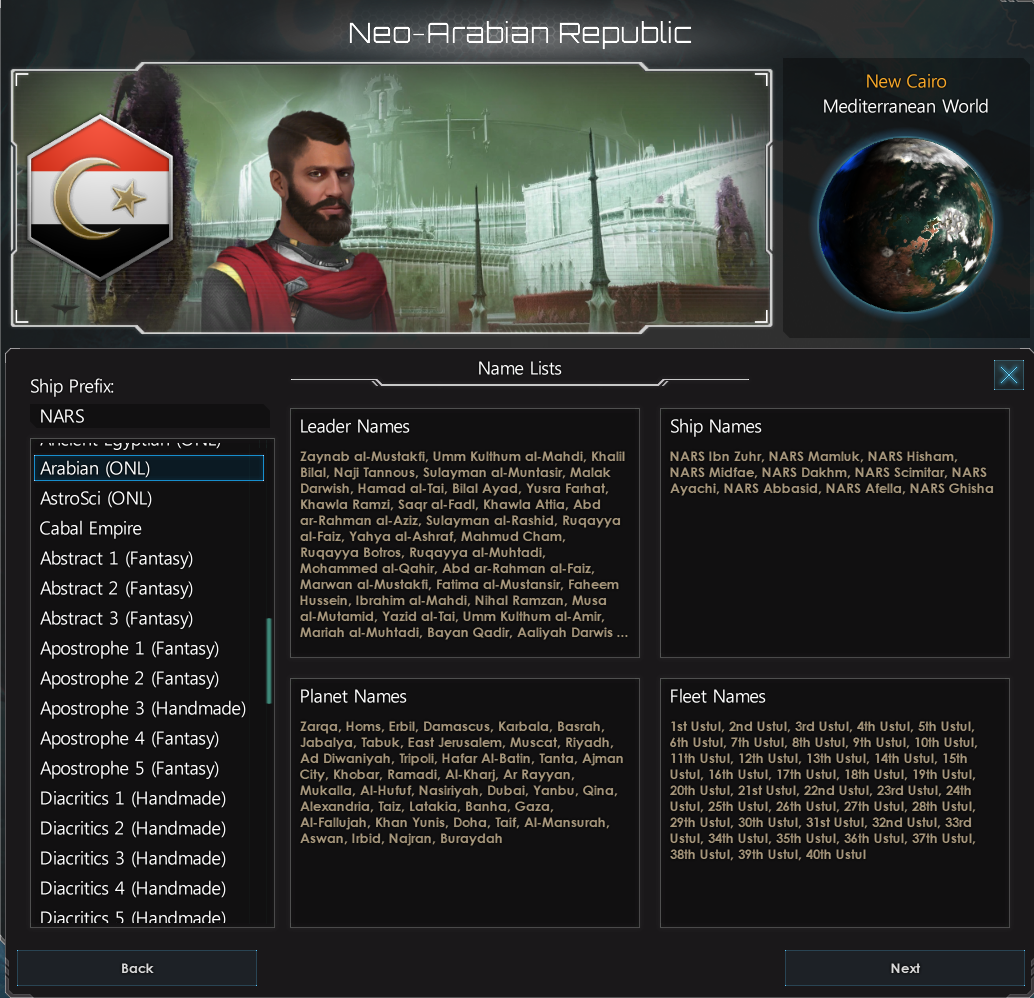 Neo-Arabian Republic
New Cairo
Mediterranean World
Name Lists
Ship Prefix:
NARS
Ancient Egyptian (ONL)
Arabian (ONL)
AstroSci (ONL)
Cabal Empire
Abstract 1 (Fantasy)
Abstract 2 (Fantasy)
Abstract 3 (Fantasy)
Apostrophe 1 (Fantasy)
Apostrophe 2 (Fantasy)
Apostrophe 3 (Handmade)
Apostrophe 4 (Fantasy)
Apostrophe 5 (Fantasy)
Diacritics 1 (Handmade)
Diacritics 2 (Handmade)
Diacritics 3 (Handmade)
Diacritics 4 (Handmade)
Diacritics 5 (Handmade)
Leader Names
Zaynab al-Mustakfi, Umm Kulthum al-Mahdi, Khalil
Bilal, Naji Tannous, Sulayman al-Muntasir, Malak
Darwish, Hamad al-Tai, Bilal Ayad, Yusra Farhat,
Khawla Ramzi, Saqr al-Fadl, Khawla Attia, Abd
ar-Rahman al-Aziz, Sulayman al-Rashid, Ruqayya
al-Faiz, Yahya al-Ashraf, Mahmud Cham,
Ruqayya Botros, Ruqayya al-Muhtadi,
Mohammed al-Qahir, Abd ar-Rahman al-Faiz,
Marwan al-Mustakfi, Fatima al-Mustansir, Faheem
Hussein, Ibrahim al-Mahdi, Nihal Ramzan, Musa
al-Mutamid, Yazid al-Tai, Umm Kulthum al-Amir,
Mariah al-Muhtadi, Bayan Qadir, Aaliyah Darwis ...
Ship Names
NARS Ibn Zuhr, NARS Mamluk, NARS Hisham,
NARS Midfae, NARS Dakhm, NARS Scimitar, NARS
Ayachi, NARS Abbasid, NARS Afella, NARS Ghisha
Planet Names
Zarqa, Homs, Erbil, Damascus, Karbala, Basrah,
Jabalya, Tabuk, East Jerusalem, Muscat, Riyadh,
Ad Diwaniyah, Tripoli, Hafar Al-Batin, Tanta, Ajman
City, Khobar, Ramadi, Al-Kharj, Ar Rayyan,
Mukalla, Al-Hufuf, Nasiriyah, Dubai, Yanbu, Qina,
Alexandria, Taiz, Latakia, Banha, Gaza,
Al-Fallujah, Khan Yunis, Doha, Taif, Al-Mansurah,
Aswan, Irbid, Najran, Buraydah
Fleet Names
1st Ustul, 2nd Ustul, 3rd Ustul, 4th Ustul, 5th Ustul,
6th Ustul, 7th Ustul, 8th Ustul, 9th Ustul, 10th Ustul,
11th Ustul, 12th Ustul, 13th Ustul, 14th Ustul, 15th
Ustul, 16th Ustul, 17th Ustul, 18th Ustul, 19th Ustul,
20th Ustul, 21st Ustul, 22nd Ustul, 23rd Ustul, 24th
Ustul, 25th Ustul, 26th Ustul, 27th Ustul, 28th Ustul,
29th Ustul, 30th Ustul, 31st Ustul, 32nd Ustul, 33rd
Ustul, 34th Ustul, 35th Ustul, 36th Ustul, 37th Ustul,
38th Ustul, 39th Ustul, 40th Ustul
Back
Next